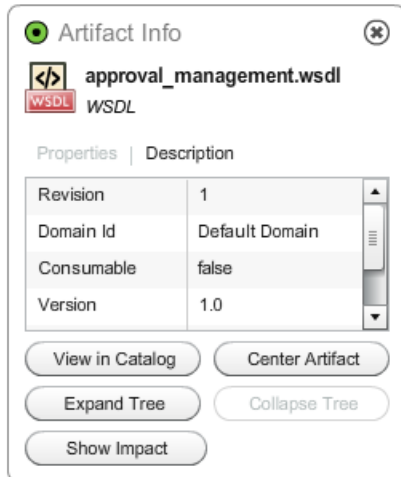 Artifact Info
</>
WSDL
approval_management.wsdl
WSDL
Properties | Description
Revision 1
Domain Id Default Domain
Consumable false
Version 1.0
View in Catalog Center Artifact
Expand Tree Collapse Tree
Show Impact